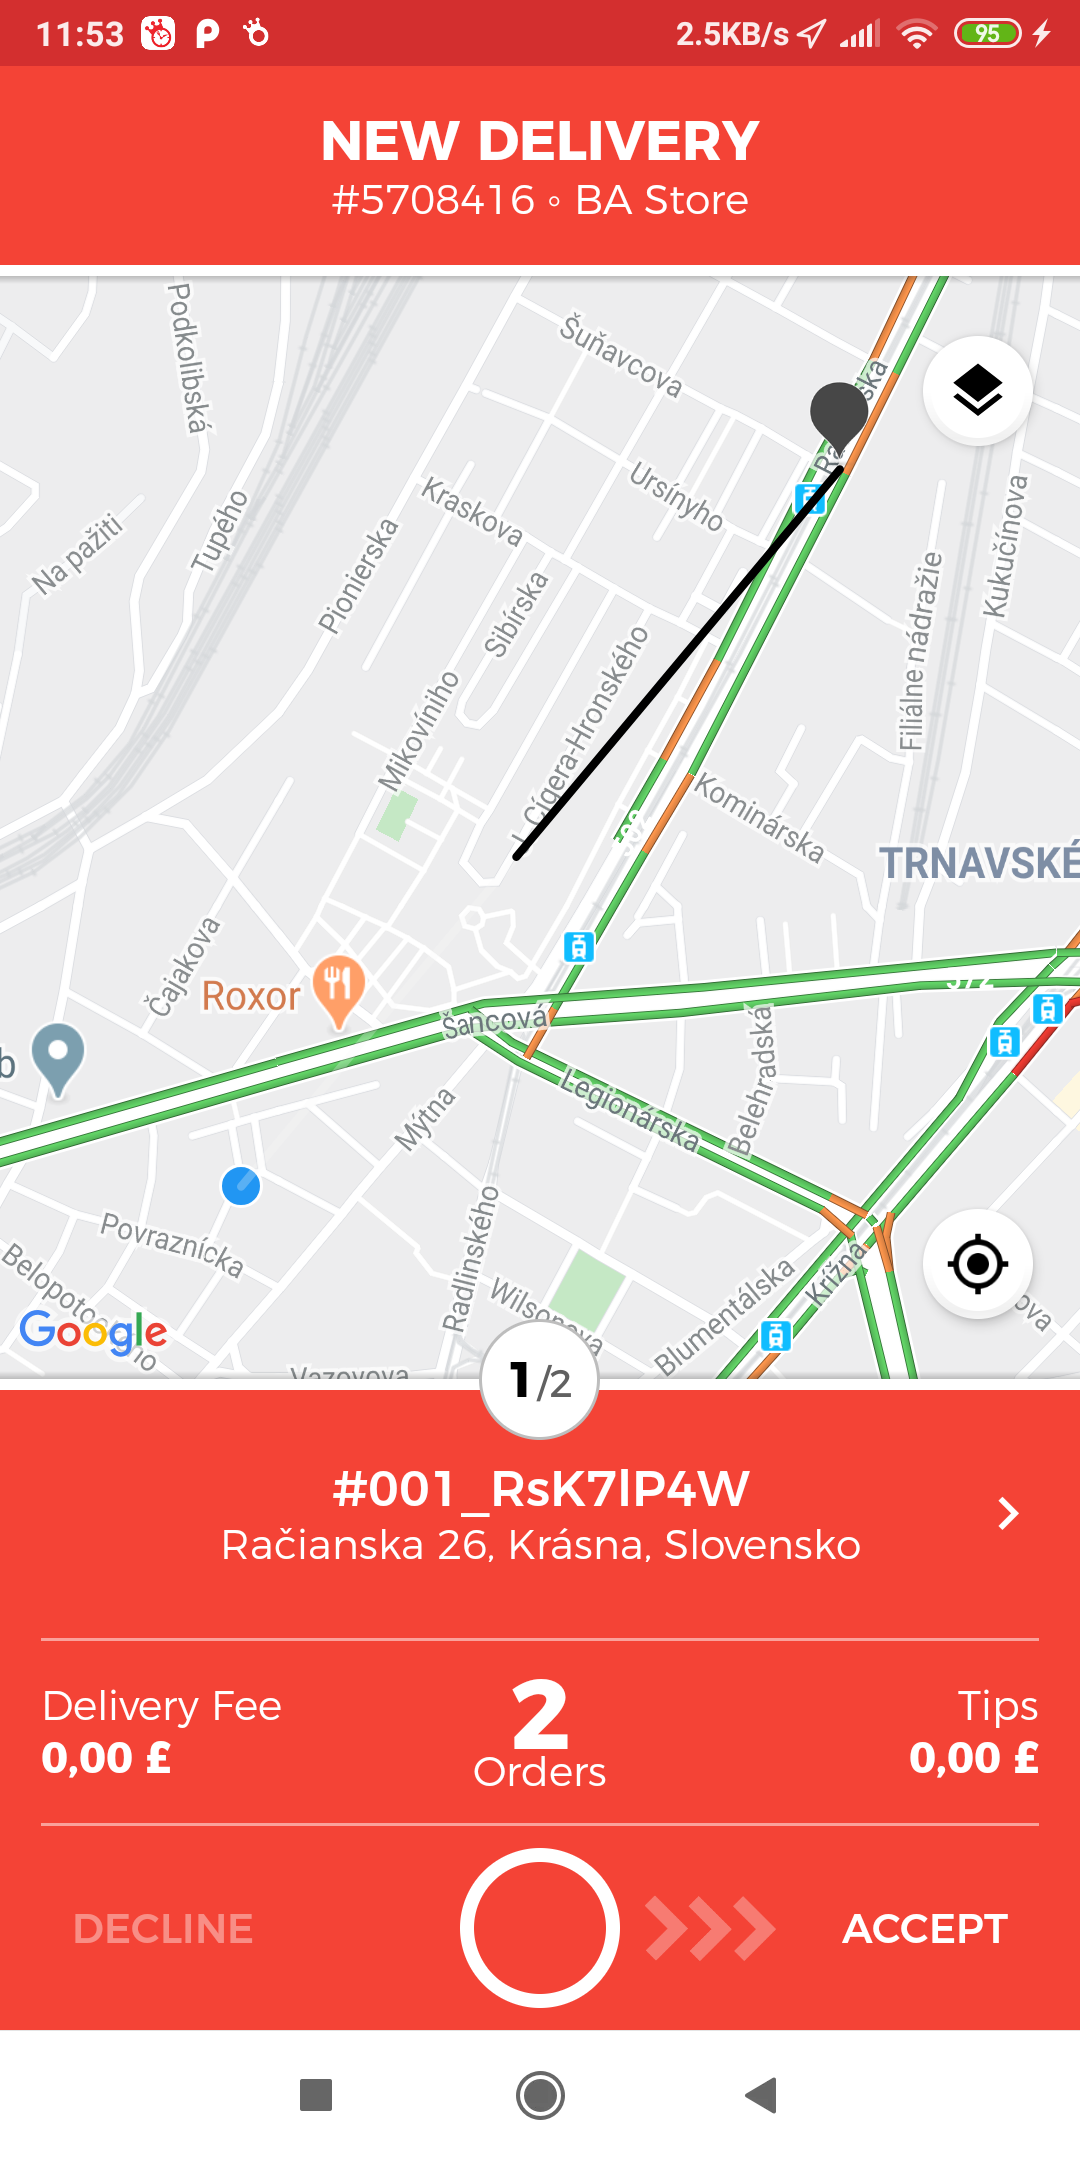 11:53
2.5KB/s
95
NEW DELIVERY
#5708416 ◦ BA Store
Podkolibská
Šuňavcova
Ursínyho
Kraskova
Tupého
Na pažiti
Pionierska
Sibírska
Kukučínova
Filiálne nádražie
Mikovíniho
J. Cígera-Hronského
Kominárska
TRNAVSKÉ
Čajakova
Roxor
Šancová
572
b
Mýtna
Legionárska
Belehradská
Povraznícka
Radlinského
Wilsonova
Blumentálska
Krížna
Google
Vazovova
1/2
#001_RsK7lP4W
Račianska 26, Krásna, Slovensko
Delivery Fee
0,00 £
2
Orders
Tips
0,00 £
DECLINE
ACCEPT